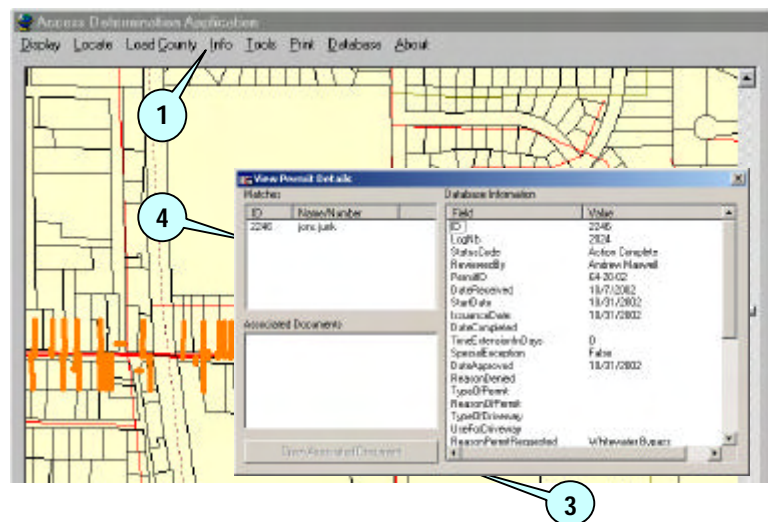 Access Determination Application
Display Locate Load County Info Tools Print Database About
1
View Permit Details
Matches
Database Information
4
ID Name/Number
Field Value
2246 jons junk
ID 2246
LogNb 2024
StatusCode Action Complete
ReviewedBy Andrew Maxwell
PermitID 64-20-02
DateReceived 10/7/2002
StartDate 10/31/2002
IssuanceDate 10/31/2002
Associated Documents
DateCompleted
TimeExtensionInDays 0
SpecialException False
DateApproved 10/31/2002
ReasonDenied
TypeOfPermit
ReasonOfPermit
TypeOfDriveway
UseForDriveway
ReasonPermitRequested Whitewater Bypass
Open Associated Document
3